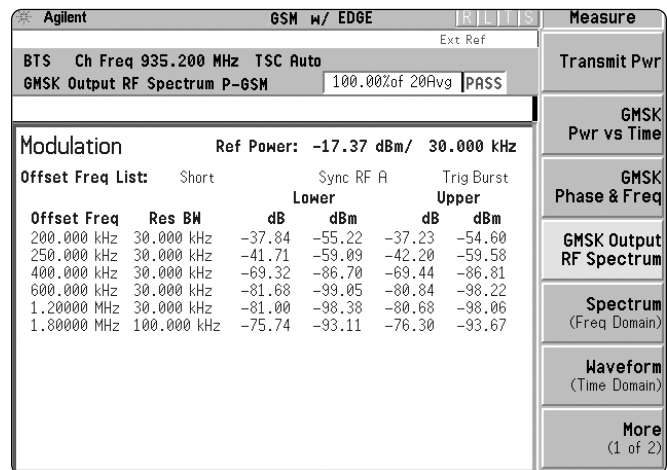 Agilent GSM w/ EDGE R L T S Measure
Ext Ref
BTS Ch Freq 935.200 MHz TSC Auto
GMSK Output RF Spectrum P-GSM 100.00%of 20Avg PASS
Modulation Ref Power: -17.37 dBm/ 30.000 kHz
Offset Freq List: Short Sync RF A Trig Burst
Lower Upper
Offset Freq Res BW dB dBm dB dBm
200.000 kHz 30.000 kHz -37.84 -55.22 -37.23 -54.60
250.000 kHz 30.000 kHz -41.71 -59.09 -42.20 -59.58
400.000 kHz 30.000 kHz -69.32 -86.70 -69.44 -86.81
600.000 kHz 30.000 kHz -81.68 -99.05 -80.84 -98.22
1.20000 MHz 30.000 kHz -81.00 -98.38 -80.68 -98.06
1.80000 MHz 100.000 kHz -75.74 -93.11 -76.30 -93.67
Transmit Pwr
GMSK
Pwr vs Time
GMSK
Phase & Freq
GMSK Output
RF Spectrum
Spectrum
(Freq Domain)
Waveform
(Time Domain)
More
(1 of 2)